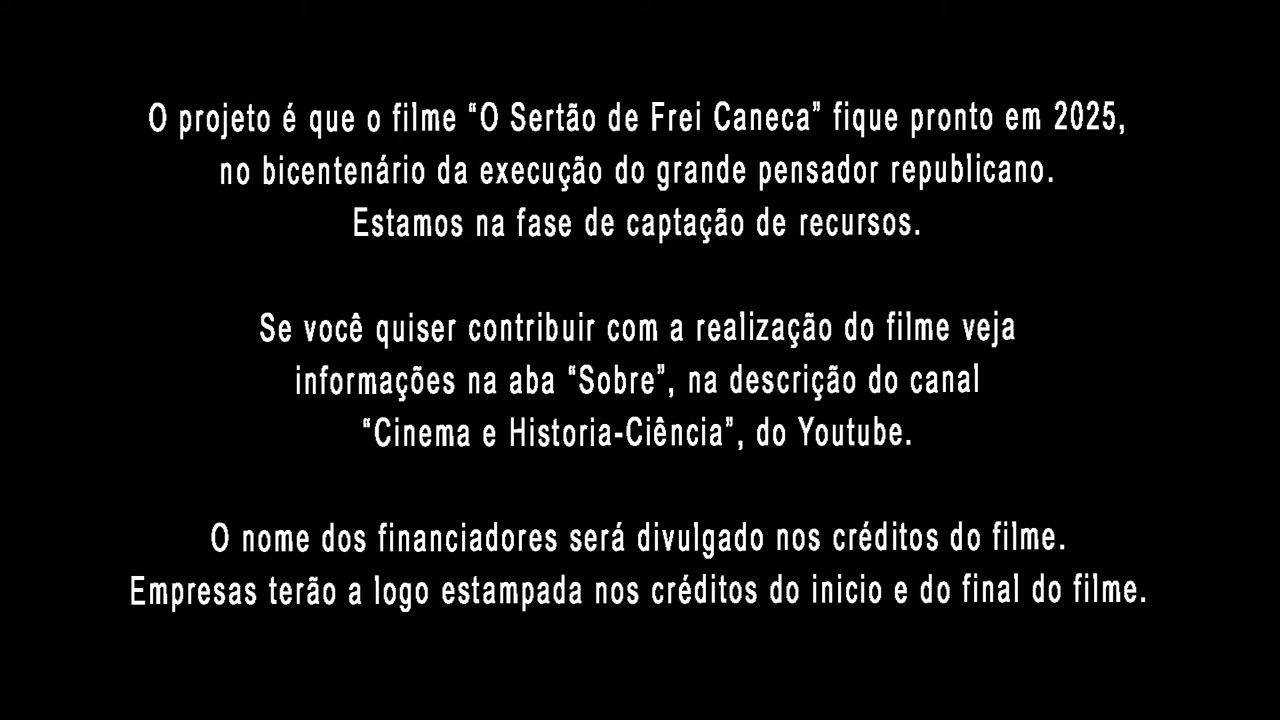 O projeto é que o filme “O Sertão de Frei Caneca” fique pronto em 2025,
no bicentenário da execução do grande pensador republicano.
Estamos na fase de captação de recursos.
Se você quiser contribuir com a realização do filme veja
informações na aba “Sobre”, na descrição do canal
“Cinema e Historia-Ciência”, do Youtube.
O nome dos financiadores será divulgado nos créditos do filme.
Empresas terão a logo estampada nos créditos do inicio e do final do filme.